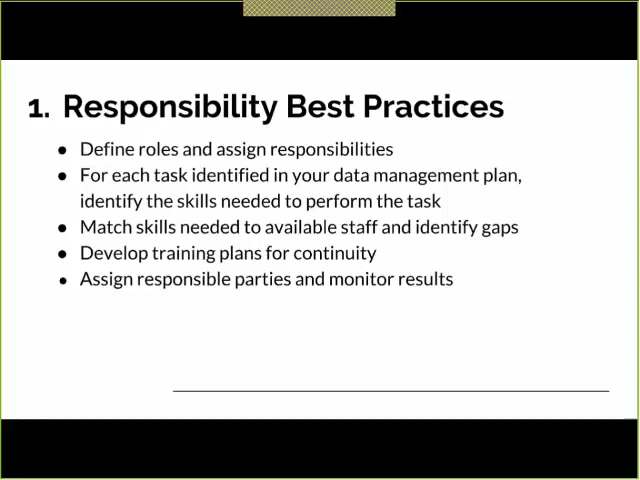 1. Responsibility Best Practices
● Define roles and assign responsibilities
● For each task identified in your data management plan,
identify the skills needed to perform the task
● Match skills needed to available staff and identify gaps
● Develop training plans for continuity
● Assign responsible parties and monitor results